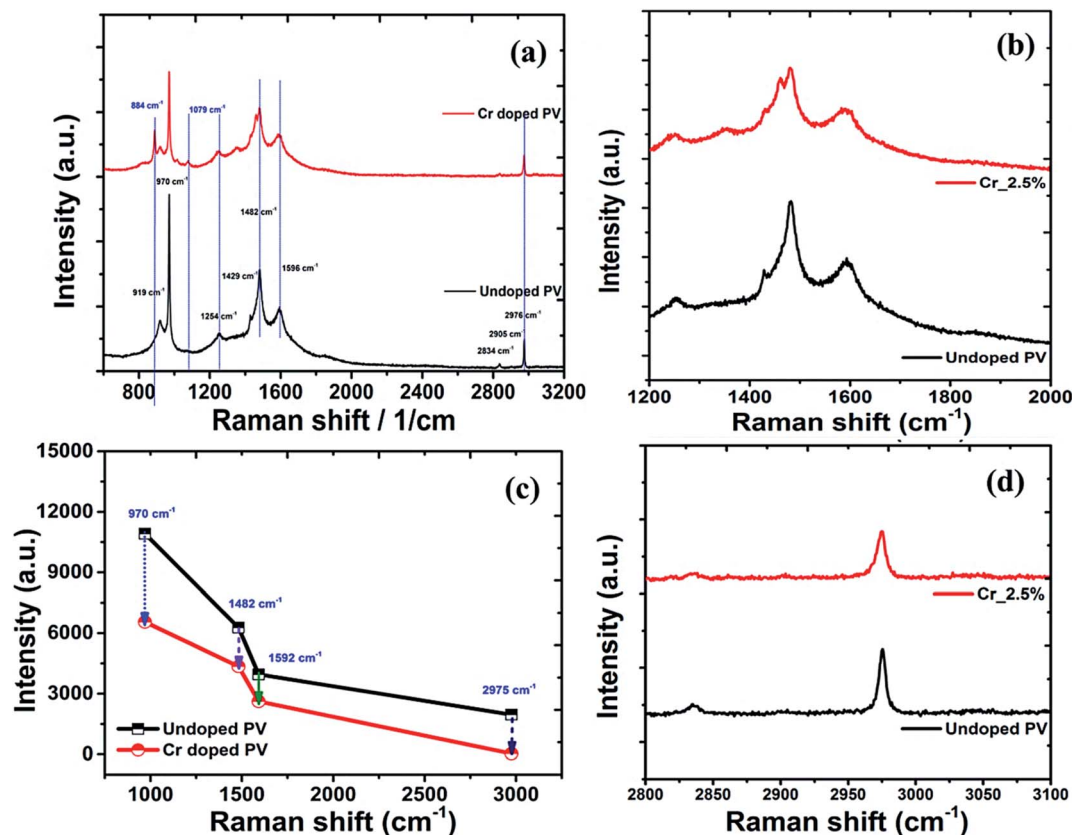 (a)
884 cm-1
1079 cm-1
Cr doped PV
970 cm-1
1482 cm-1
1429 cm-1
1596 cm-1
919 cm-1
1254 cm-1
Undoped PV
2976 cm-1
2905 cm-1
2834 cm-1
800 1200 1600 2000 2400 2800 3200
Raman shift / 1/cm
Intensity (a.u.)
(b)
Cr_2.5%
Undoped PV
1200 1400 1600 1800 2000
Raman shift (cm-1)
Intensity (a.u.)
(c)
15000
12000
9000
6000
3000
0
970 cm-1
1482 cm-1
1592 cm-1
2975 cm-1
Undoped PV
Cr doped PV
1000 1500 2000 2500 3000
Raman shift (cm-1)
Intensity (a.u.)
(d)
Cr_2.5%
Undoped PV
2800 2850 2900 2950 3000 3050 3100
Raman shift (cm-1)
Intensity (a.u.)